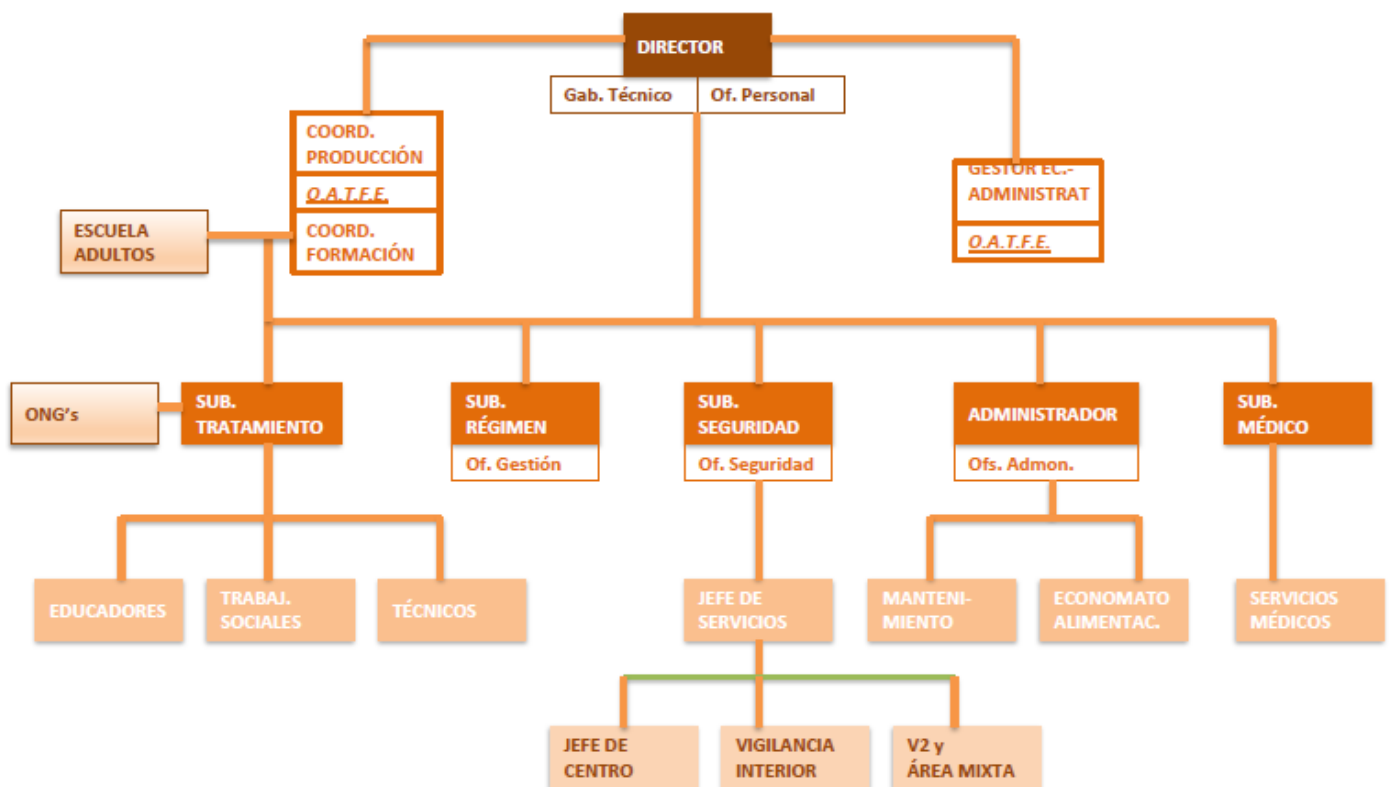 DIRECTOR
Gab. Técnico
Of. Personal
COORD.
PRODUCCIÓN
O.A.T.F.E.
COORD.
FORMACIÓN
GESTOR EC.-
ADMINISTRAT
O.A.T.F.E.
ESCUELA
ADULTOS
ONG's
SUB.
TRATAMIENTO
SUB.
RÉGIMEN
Of. Gestión
SUB.
SEGURIDAD
Of. Seguridad
ADMINISTRADOR
Ofs. Admon.
SUB.
MÉDICO
EDUCADORES
TRABAJ.
SOCIALES
TÉCNICOS
JEFE DE
SERVICIOS
MANTENI-
MIENTO
ECONOMATO
ALIMENTAC.
SERVICIOS
MÉDICOS
JEFE DE
CENTRO
VIGILANCIA
INTERIOR
V2 y
ÁREA MIXTA